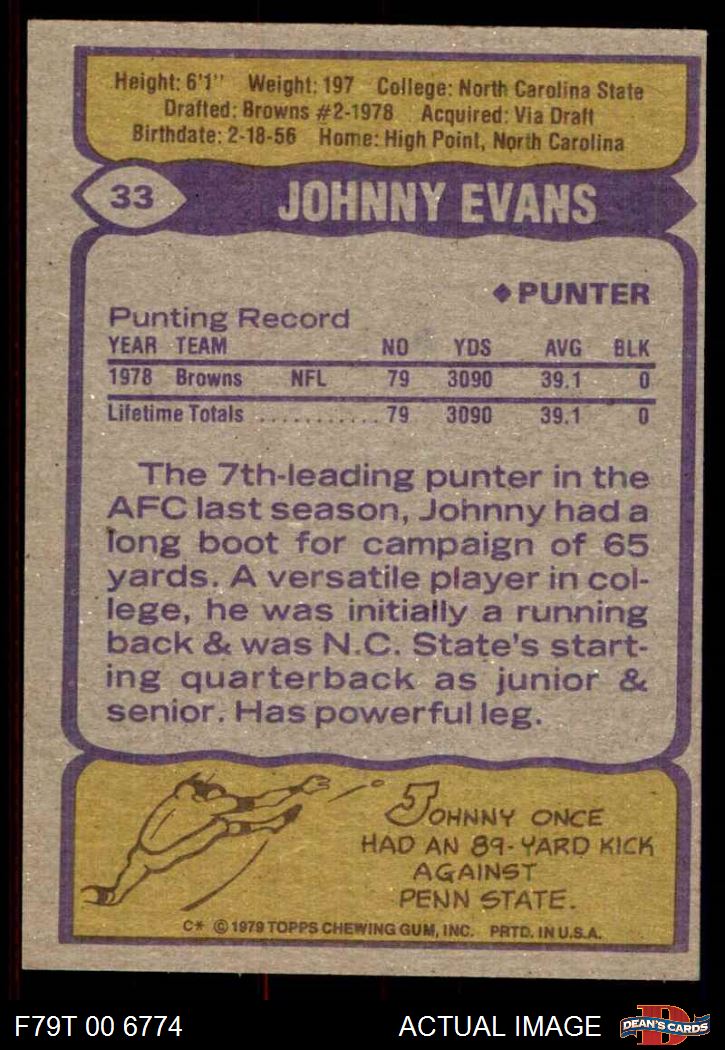 Height: 6'1" Weight: 197 College: North Carolina State
Drafted: Browns #2-1978 Acquired: Via Draft
Birthdate: 2-18-56 Home: High Point, North Carolina
33 JOHNNY EVANS
◆ PUNTER
Punting Record
YEAR TEAM NO YDS AVG BLK
1978 Browns NFL 79 3090 39.1 0
Lifetime Totals ............ 79 3090 39.1 0
The 7th-leading punter in the
AFC last season, Johnny had a
long boot for campaign of 65
yards. A versatile player in col-
lege, he was initially a running
back & was N.C. State's start-
ing quarterback as junior &
senior. Has powerful leg.
JOHNNY ONCE
HAD AN 89-YARD KICK
AGAINST
PENN STATE.
C* © 1979 TOPPS CHEWING GUM, INC. PRTD. IN U.S.A.
F79T 00 6774 ACTUAL IMAGE D DEAN'S CARDS